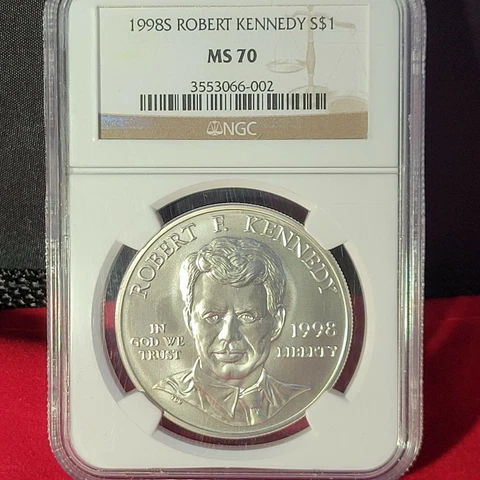 1998S ROBERT KENNEDY S$1
MS 70
3553066-002
NGC
ROBERT F. KENNEDY
IN
GOD WE
TRUST
1998
LIBERTY